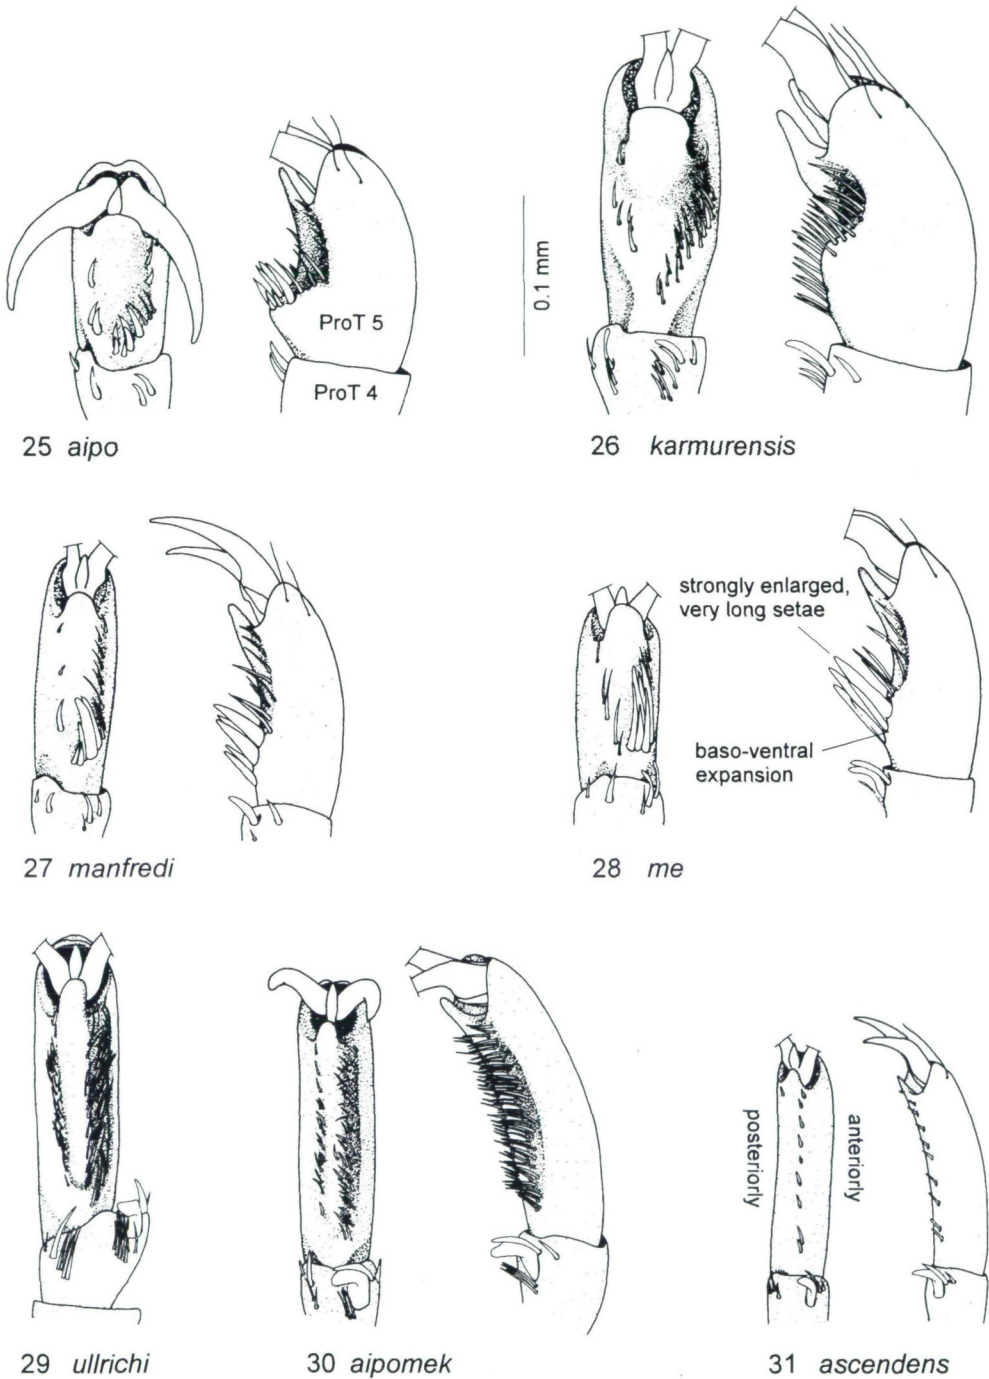 ProT 5
ProT 4
0.1 mm
25 aipo
26 karmurensis
strongly enlarged,
very long setae
baso-ventral
expansion
27 manfredi
28 me
posteriorly
anteriorly
29 ullrichi
30 aipomek
31 ascendens